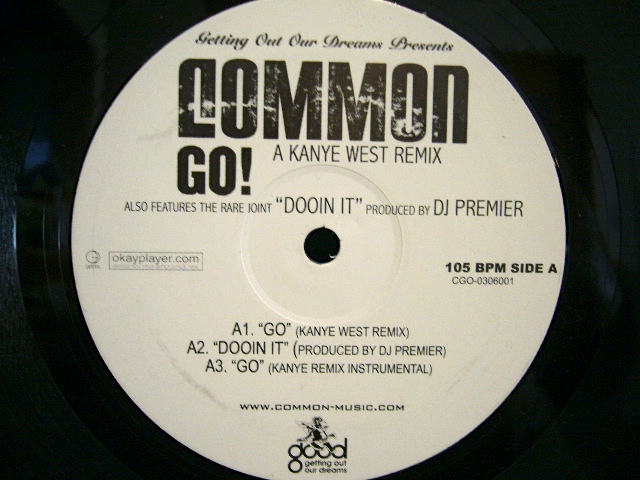 Getting Out Our Dreams Presents
COMMON
GO! A KANYE WEST REMIX
ALSO FEATURES THE RARE JOINT "DOOIN IT" PRODUCED BY DJ PREMIER
okayplayer.com
105 BPM SIDE A
CGO-0306001
A1. "GO" (KANYE WEST REMIX)
A2. "DOOIN IT" (PRODUCED BY DJ PREMIER)
A3. "GO" (KANYE REMIX INSTRUMENTAL)
WWW.COMMON-MUSIC.COM
good
getting out
our dreams